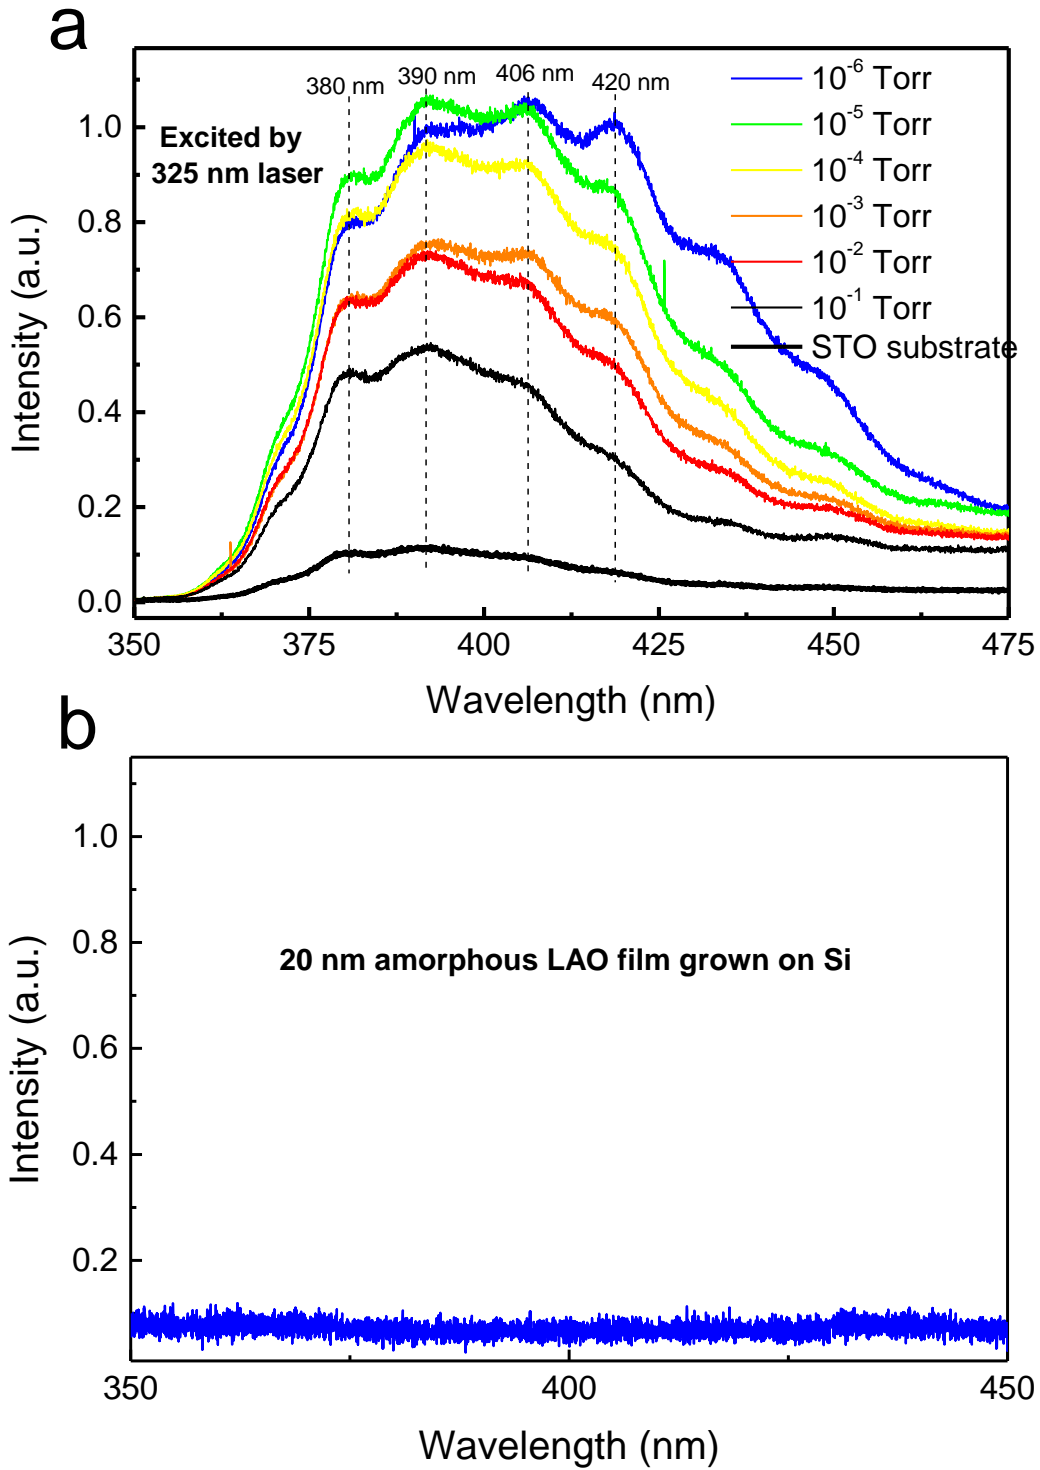 a
380 nm
390 nm
406 nm
420 nm
Excited by
325 nm laser
10⁻⁶ Torr
10⁻⁵ Torr
10⁻⁴ Torr
10⁻³ Torr
10⁻² Torr
10⁻¹ Torr
STO substrate
Intensity (a.u.)
1.0
0.8
0.6
0.4
0.2
0.0
350
375
400
425
450
475
Wavelength (nm)
b
20 nm amorphous LAO film grown on Si
Intensity (a.u.)
1.0
0.8
0.6
0.4
0.2
350
400
450
Wavelength (nm)